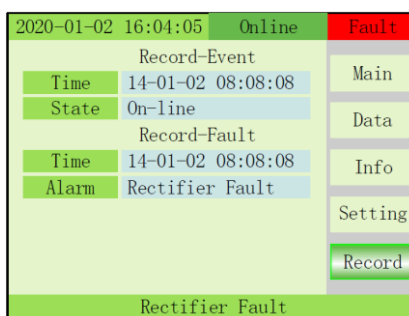 2020-01-02 16:04:05 Online Fault
Record-Event
Time 14-01-02 08:08:08
State On-line
Record-Fault
Time 14-01-02 08:08:08
Alarm Rectifier Fault
Main
Data
Info
Setting
Record
Rectifier Fault